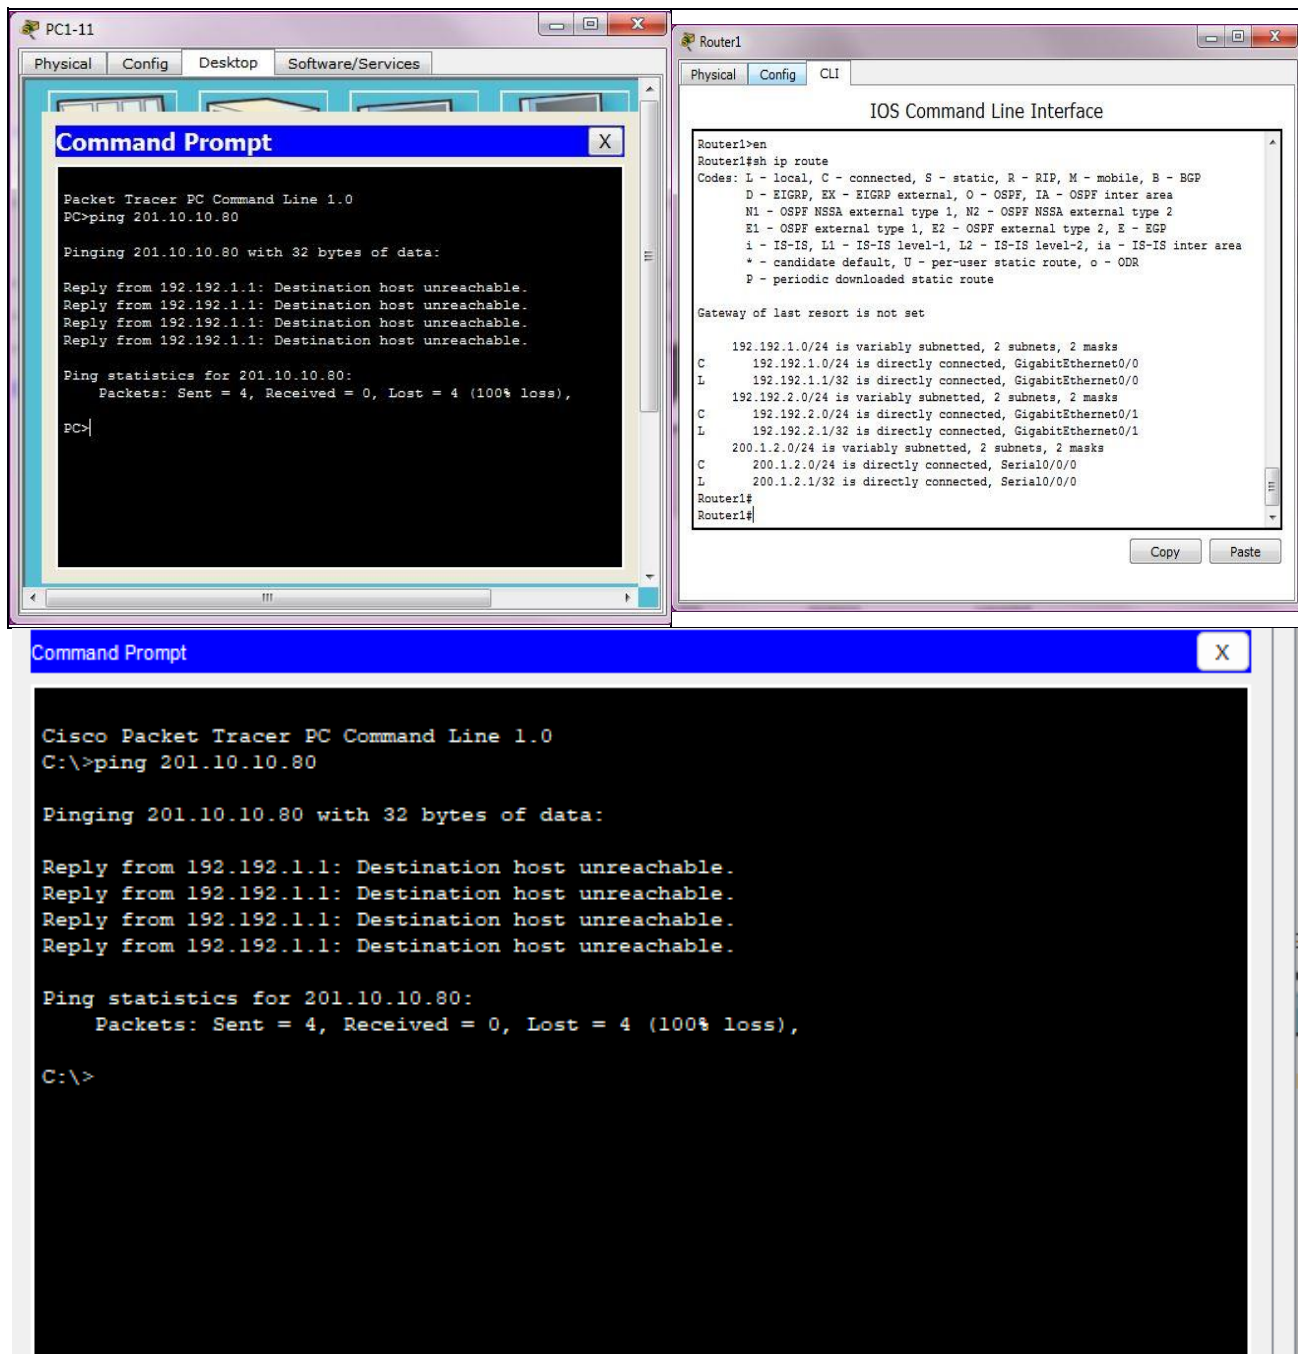 PC1-11
Physical Config Desktop Software/Services
Command Prompt X
Packet Tracer PC Command Line 1.0
PC>ping 201.10.10.80
Pinging 201.10.10.80 with 32 bytes of data:
Reply from 192.192.1.1: Destination host unreachable.
Reply from 192.192.1.1: Destination host unreachable.
Reply from 192.192.1.1: Destination host unreachable.
Reply from 192.192.1.1: Destination host unreachable.
Ping statistics for 201.10.10.80:
Packets: Sent = 4, Received = 0, Lost = 4 (100% loss),
PC>
Router1
Physical Config CLI
IOS Command Line Interface
Router1>en
Router1#sh ip route
Codes: L - local, C - connected, S - static, R - RIP, M - mobile, B - BGP
D - EIGRP, EX - EIGRP external, O - OSPF, IA - OSPF inter area
N1 - OSPF NSSA external type 1, N2 - OSPF NSSA external type 2
E1 - OSPF external type 1, E2 - OSPF external type 2, E - EGP
i - IS-IS, L1 - IS-IS level-1, L2 - IS-IS level-2, ia - IS-IS inter area
* - candidate default, U - per-user static route, o - ODR
P - periodic downloaded static route
Gateway of last resort is not set
192.192.1.0/24 is variably subnetted, 2 subnets, 2 masks
C 192.192.1.0/24 is directly connected, GigabitEthernet0/0
L 192.192.1.1/32 is directly connected, GigabitEthernet0/0
192.192.2.0/24 is variably subnetted, 2 subnets, 2 masks
C 192.192.2.0/24 is directly connected, GigabitEthernet0/1
L 192.192.2.1/32 is directly connected, GigabitEthernet0/1
200.1.2.0/24 is variably subnetted, 2 subnets, 2 masks
C 200.1.2.0/24 is directly connected, Serial0/0/0
L 200.1.2.1/32 is directly connected, Serial0/0/0
Router1#
Router1#
Copy Paste
Command Prompt X
Cisco Packet Tracer PC Command Line 1.0
C:\>ping 201.10.10.80
Pinging 201.10.10.80 with 32 bytes of data:
Reply from 192.192.1.1: Destination host unreachable.
Reply from 192.192.1.1: Destination host unreachable.
Reply from 192.192.1.1: Destination host unreachable.
Reply from 192.192.1.1: Destination host unreachable.
Ping statistics for 201.10.10.80:
Packets: Sent = 4, Received = 0, Lost = 4 (100% loss),
C:\>